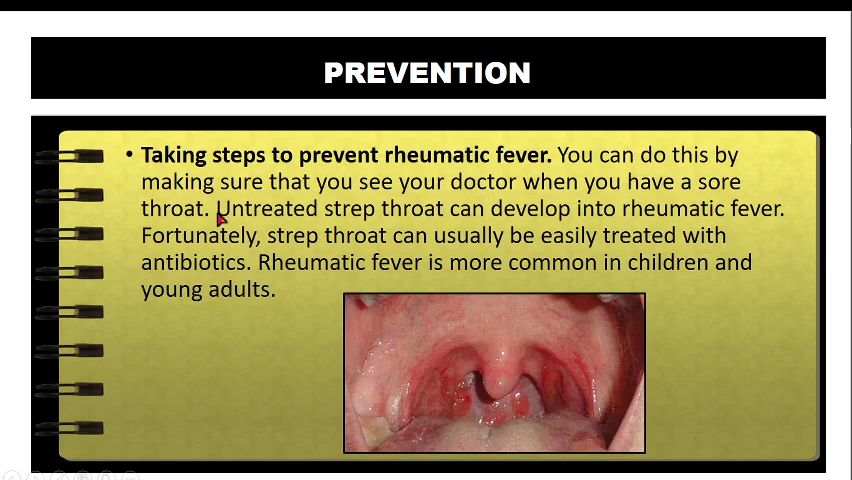 PREVENTION
• Taking steps to prevent rheumatic fever. You can do this by
making sure that you see your doctor when you have a sore
throat. Untreated strep throat can develop into rheumatic fever.
Fortunately, strep throat can usually be easily treated with
antibiotics. Rheumatic fever is more common in children and
young adults.